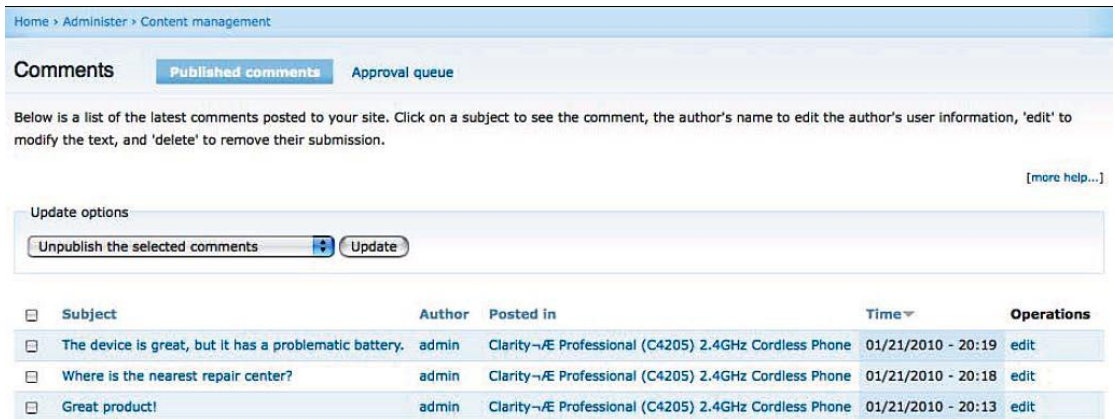 Home › Administer › Content management
Comments Published comments Approval queue
Below is a list of the latest comments posted to your site. Click on a subject to see the comment, the author's name to edit the author's user information, 'edit' to
modify the text, and 'delete' to remove their submission.
[more help...]
Update options
Unpublish the selected comments Update
Subject Author Posted in Time Operations
The device is great, but it has a problematic battery. admin Clarity¬Æ Professional (C4205) 2.4GHz Cordless Phone 01/21/2010 - 20:19 edit
Where is the nearest repair center? admin Clarity¬Æ Professional (C4205) 2.4GHz Cordless Phone 01/21/2010 - 20:18 edit
Great product! admin Clarity¬Æ Professional (C4205) 2.4GHz Cordless Phone 01/21/2010 - 20:13 edit